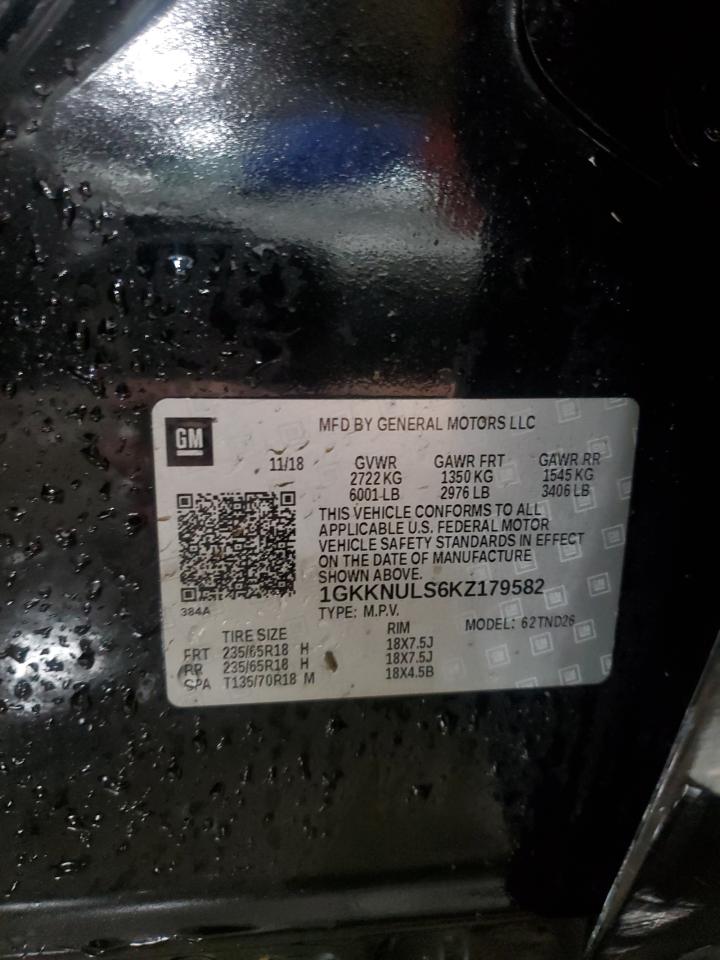 GM
MFD BY GENERAL MOTORS LLC
11/18 GVWR GAWR FRT GAWR RR
2722 KG 1350 KG 1545 KG
6001 LB 2976 LB 3406 LB
THIS VEHICLE CONFORMS TO ALL
APPLICABLE U.S. FEDERAL MOTOR
VEHICLE SAFETY STANDARDS IN EFFECT
ON THE DATE OF MANUFACTURE
SHOWN ABOVE.
384A
1GKKNULS6KZ179582
TYPE: M.P.V. MODEL: 62TND26
TIRE SIZE RIM
FRT 235/65R18 H 18X7.5J
RR 235/65R18 H 18X7.5J
SPA T135/70R18 M 18X4.5B